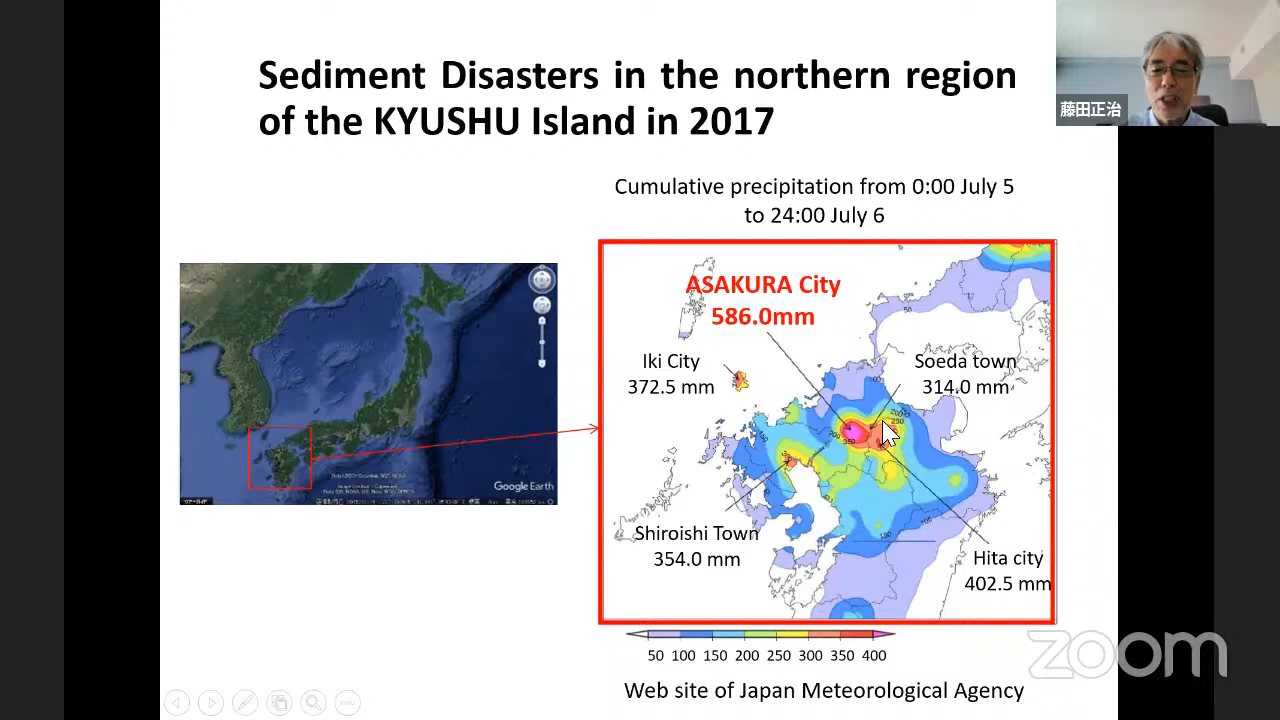 Sediment Disasters in the northern region
of the KYUSHU Island in 2017
藤田正治
Cumulative precipitation from 0:00 July 5
to 24:00 July 6
ASAKURA City
586.0mm
Iki City
372.5 mm
Soeda town
314.0 mm
Shiroishi Town
354.0 mm
Hita city
402.5 mm
Google Earth
50 100 150 200 250 300 350 400
Web site of Japan Meteorological Agency
zoom